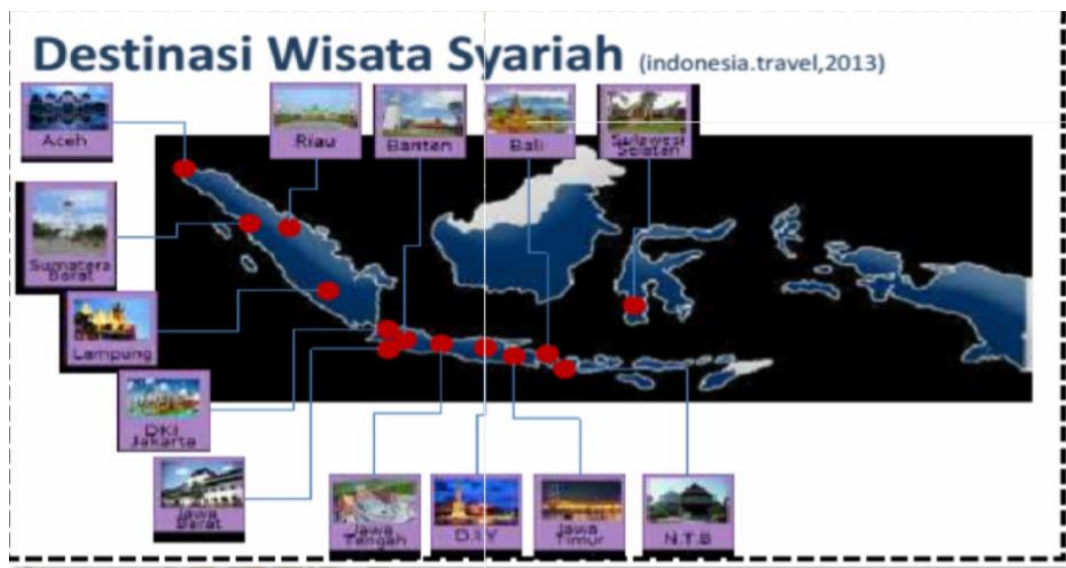 Destinasi Wisata Syariah (indonesia.travel,2013)
Aceh
Riau
Banten
Bali
Sulawesi
Selatan
Sumatera
Barat
Lampung
DKI
Jakarta
Jawa
Barat
Jawa
Tengah
D.I.Y
Jawa
Timur
N.T.B